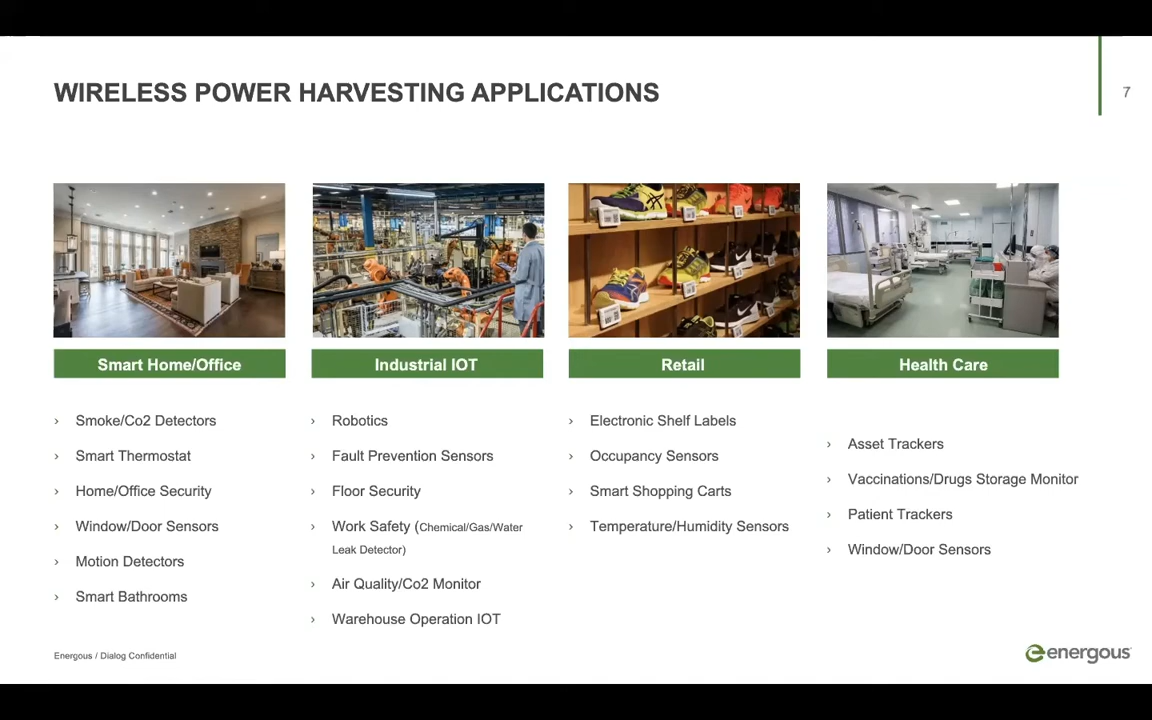 WIRELESS POWER HARVESTING APPLICATIONS
7
Smart Home/Office
› Smoke/Co2 Detectors
› Smart Thermostat
› Home/Office Security
› Window/Door Sensors
› Motion Detectors
› Smart Bathrooms
Industrial IOT
› Robotics
› Fault Prevention Sensors
› Floor Security
› Work Safety (Chemical/Gas/Water
Leak Detector)
› Air Quality/Co2 Monitor
› Warehouse Operation IOT
Retail
› Electronic Shelf Labels
› Occupancy Sensors
› Smart Shopping Carts
› Temperature/Humidity Sensors
Health Care
› Asset Trackers
› Vaccinations/Drugs Storage Monitor
› Patient Trackers
› Window/Door Sensors
Energous / Dialog Confidential
energous